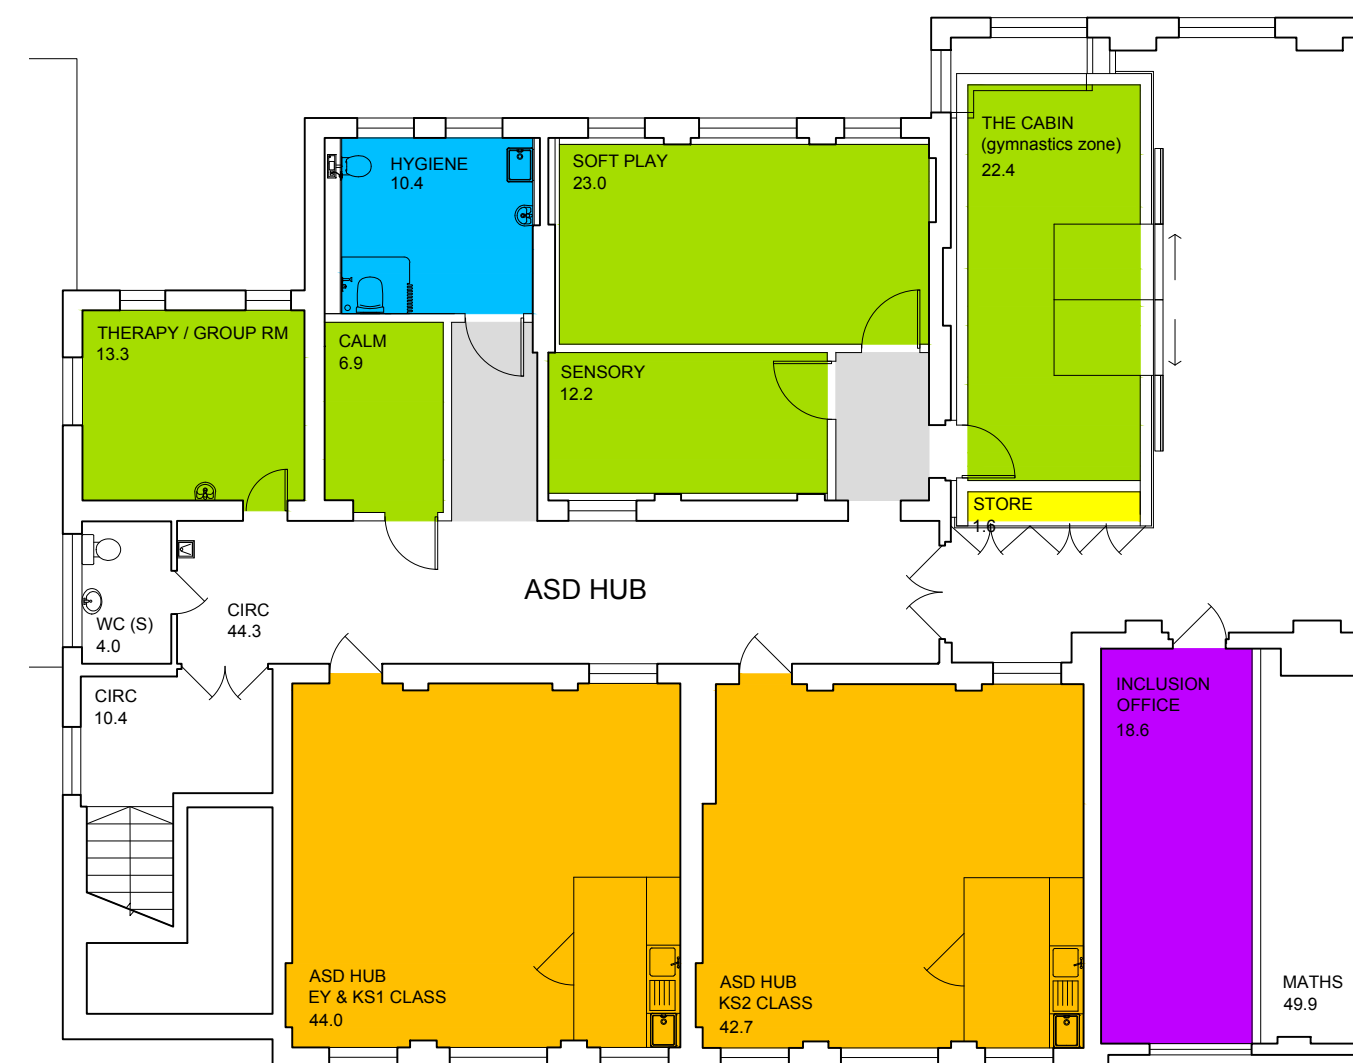 THE CABIN
(gymnastics zone)
22.4
HYGIENE
10.4
SOFT PLAY
23.0
THERAPY / GROUP RM
13.3
CALM
6.9
SENSORY
12.2
STORE
1.6
ASD HUB
CIRC
44.3
WC (S)
4.0
CIRC
10.4
INCLUSION
OFFICE
18.6
ASD HUB
EY & KS1 CLASS
44.0
ASD HUB
KS2 CLASS
42.7
MATHS
49.9